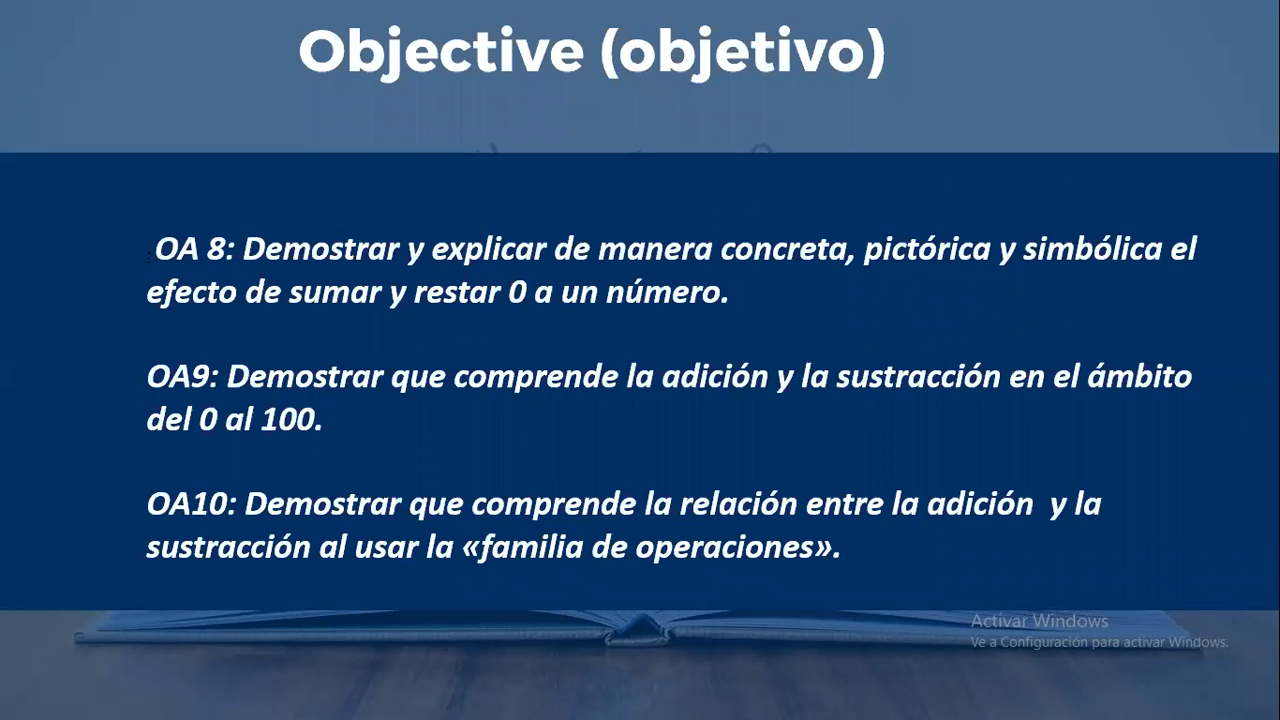 Objective (objetivo)
OA 8: Demostrar y explicar de manera concreta, pictórica y simbólica el
efecto de sumar y restar 0 a un número.
OA9: Demostrar que comprende la adición y la sustracción en el ámbito
del 0 al 100.
OA10: Demostrar que comprende la relación entre la adición  y la
sustracción al usar la «familia de operaciones».
Activar Windows
Ve a Configuración para activar Windows.